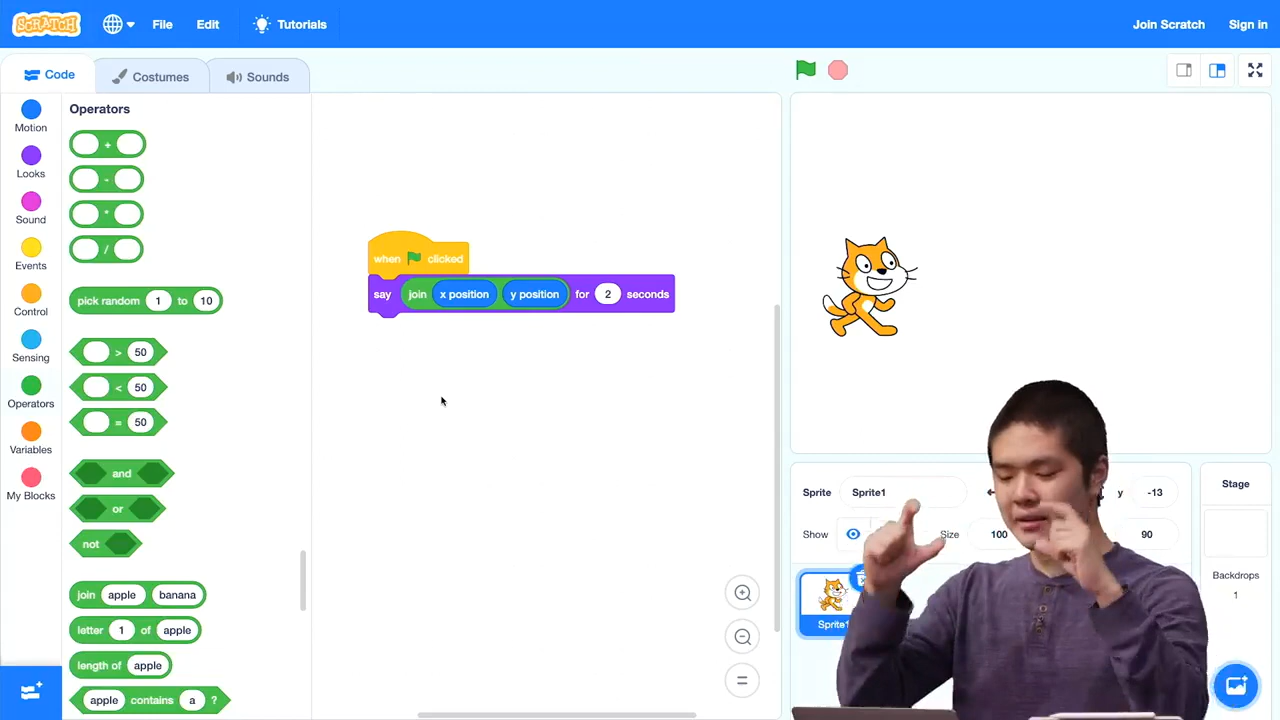 SCRATCH File Edit Tutorials Join Scratch Sign in
Code Costumes Sounds
Motion
Looks
Sound
Events
Control
Sensing
Operators
Variables
My Blocks
Operators
+
-
*
/
pick random 1 to 10
> 50
< 50
= 50
and
or
not
join apple banana
letter 1 of apple
length of apple
apple contains a ?
when clicked
say join x position y position for 2 seconds
Sprite Sprite1 y -13
Show Size 100 90
Sprite1
Stage
Backdrops
1